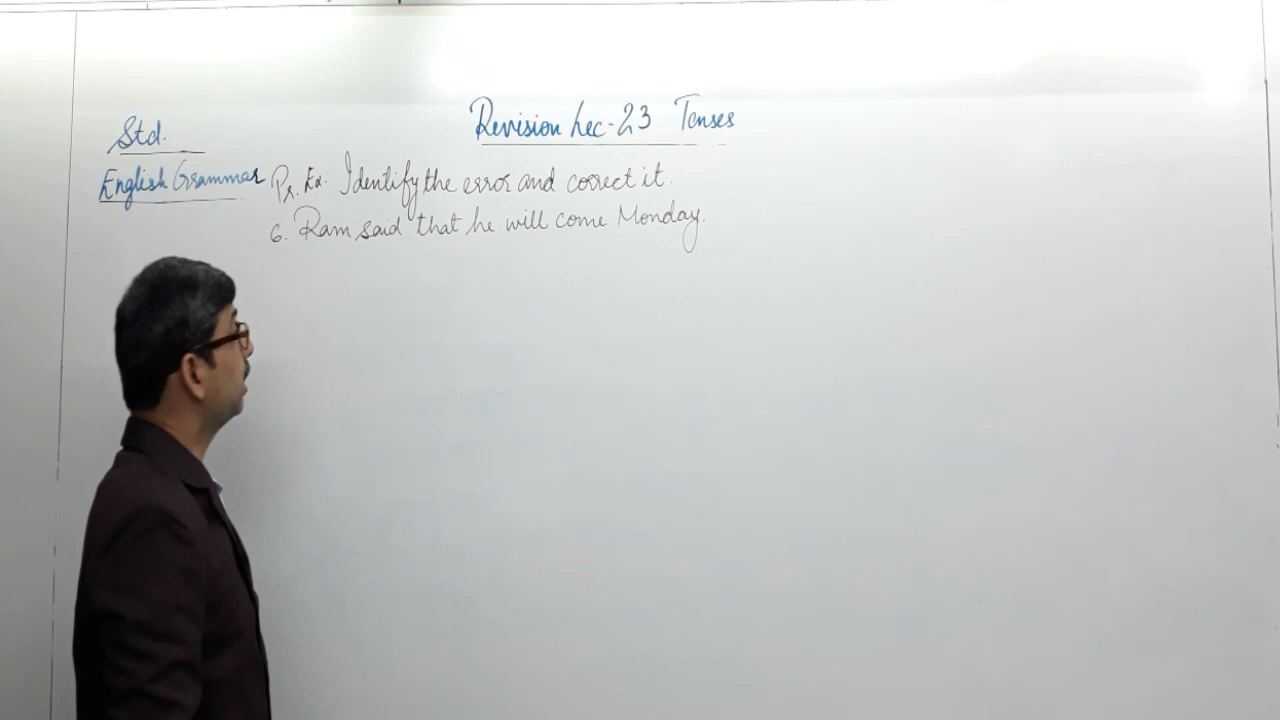 Revision Lec-23 Tenses
Std.
English Grammar
Pr. Ex. Identify the error and correct it.
6. Ram said that he will come Monday.